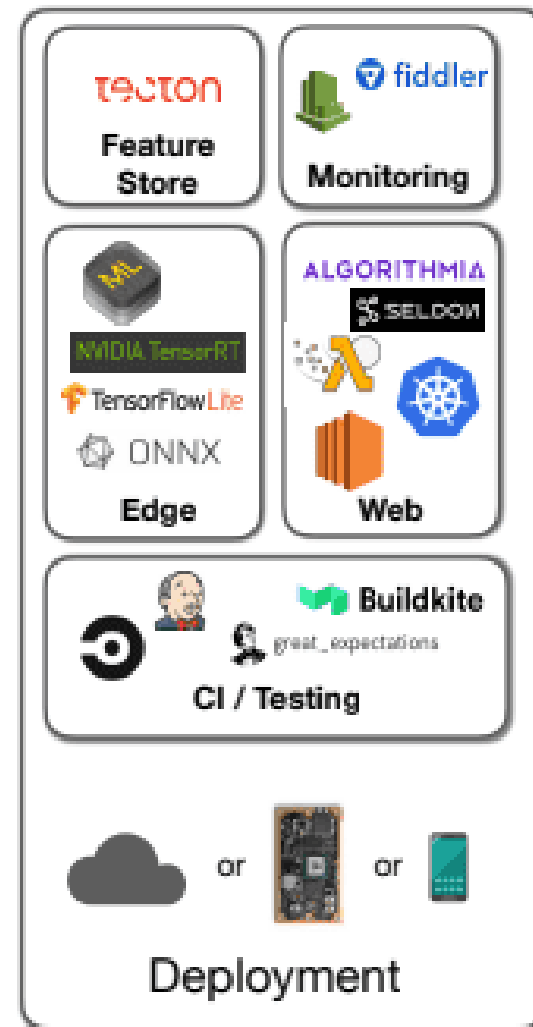 tecton
Feature
Store
fiddler
Monitoring
ML
NVIDIA TensorRT
TensorFlowLite
ONNX
Edge
ALGORITHMIA
SELDON
Web
Buildkite
great_expectations
CI / Testing
or
or
Deployment